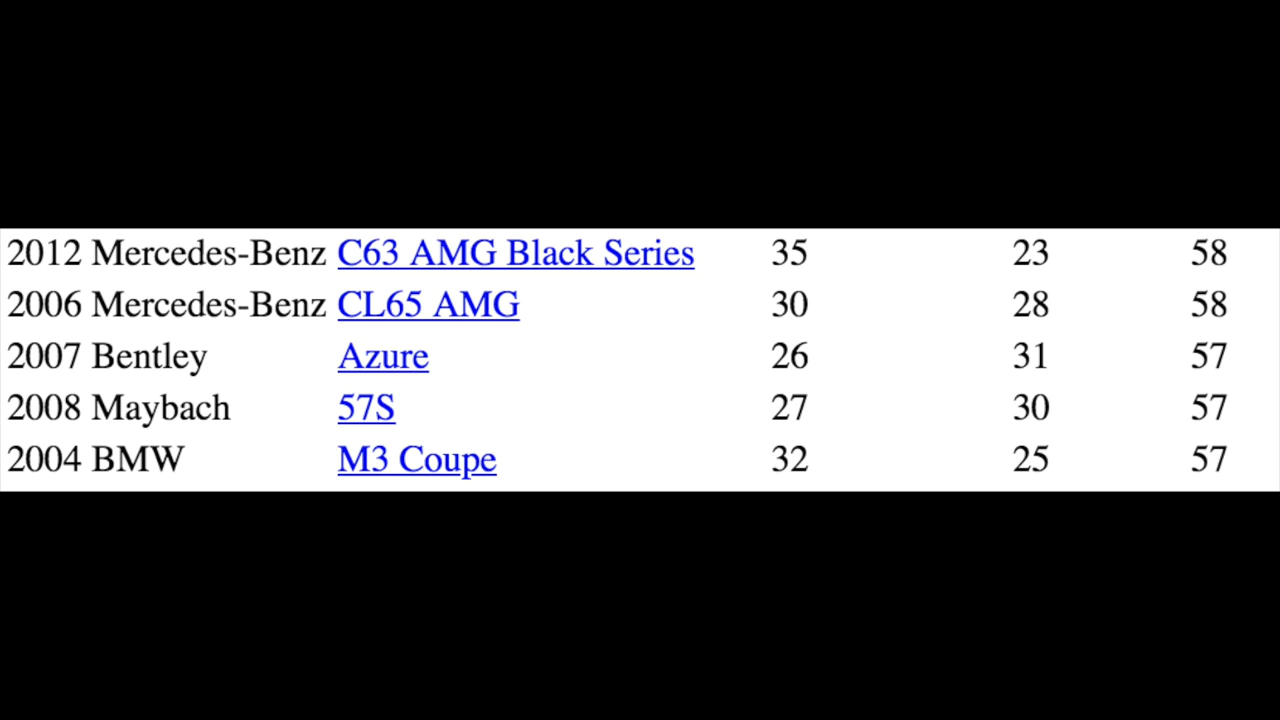 2012 Mercedes-Benz C63 AMG Black Series 35 23 58
2006 Mercedes-Benz CL65 AMG 30 28 58
2007 Bentley Azure 26 31 57
2008 Maybach 57S 27 30 57
2004 BMW M3 Coupe 32 25 57